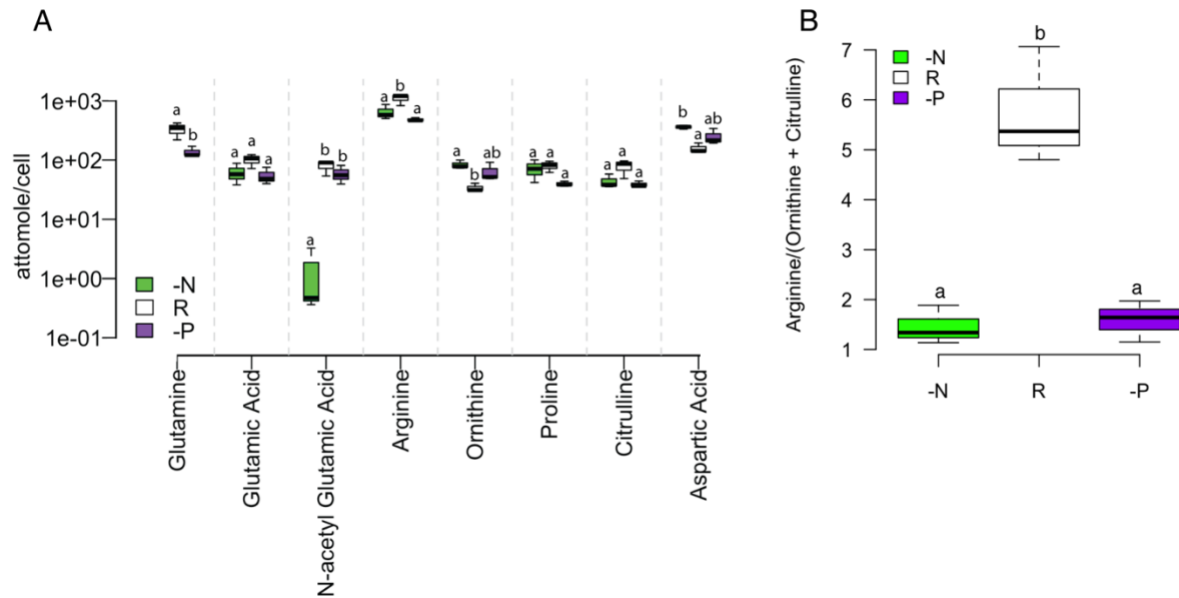 A
attomole/cell
1e+03
1e+02
1e+01
1e+00
1e-01
-N
R
-P
a
b
a
a
a
a
b
b
a
b
a
a
b
ab
a
a
a
a
a
a
b
a
ab
Glutamine
Glutamic Acid
N-acetyl Glutamic Acid
Arginine
Ornithine
Proline
Citrulline
Aspartic Acid
B
Arginine/(Ornithine + Citrulline)
7
6
5
4
3
2
1
-N
R
-P
a
b
a
-N
R
-P